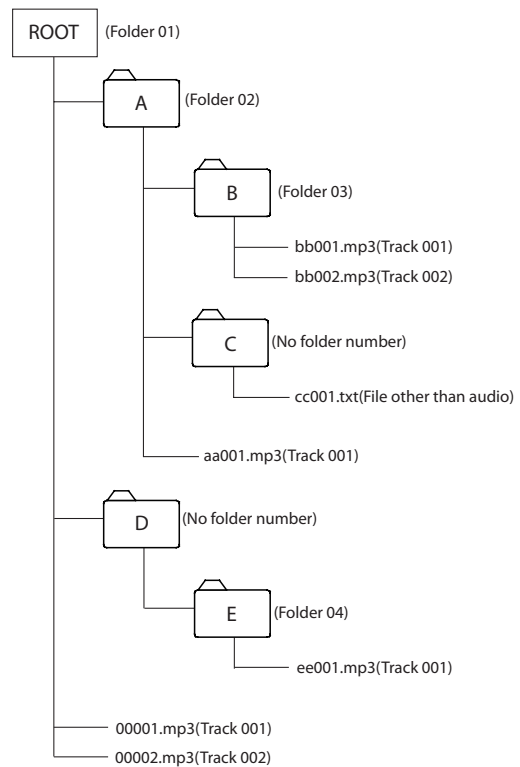 ROOT (Folder 01)
A (Folder 02)
B (Folder 03)
bb001.mp3(Track 001)
bb002.mp3(Track 002)
C (No folder number)
cc001.txt(File other than audio)
aa001.mp3(Track 001)
D (No folder number)
E (Folder 04)
ee001.mp3(Track 001)
00001.mp3(Track 001)
00002.mp3(Track 002)